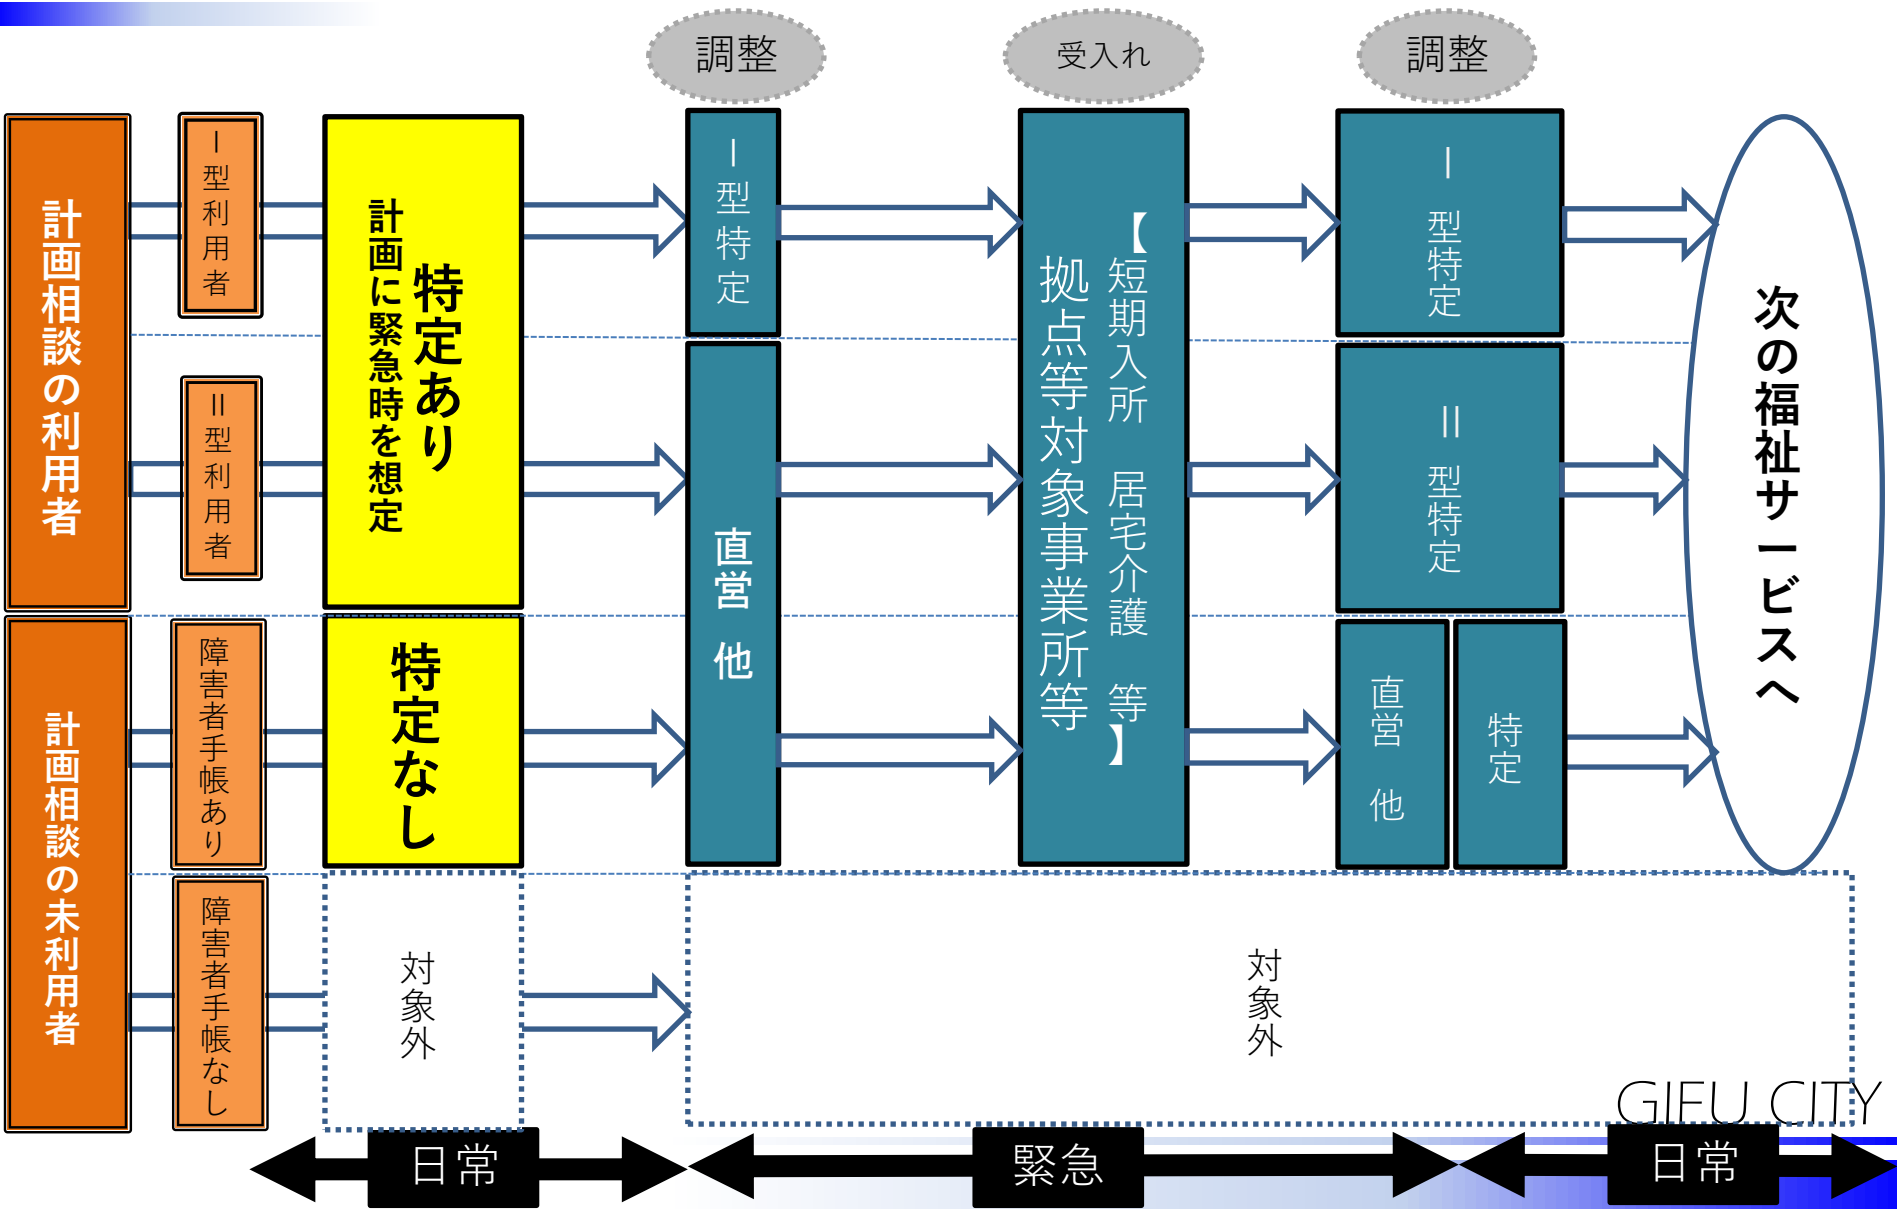 調整
受入れ
調整
計画相談の利用者
Ⅰ型利用者
Ⅱ型利用者
特定あり
計画に緊急時を想定
Ⅰ型特定
直営 他
【短期入所 居宅介護 等】
拠点等対象事業所等
Ⅰ型特定
Ⅱ型特定
次の福祉サービスへ
計画相談の未利用者
障害者手帳あり
障害者手帳なし
特定なし
直営 他
特定
対象外
対象外
GIFU CITY
日常
緊急
日常